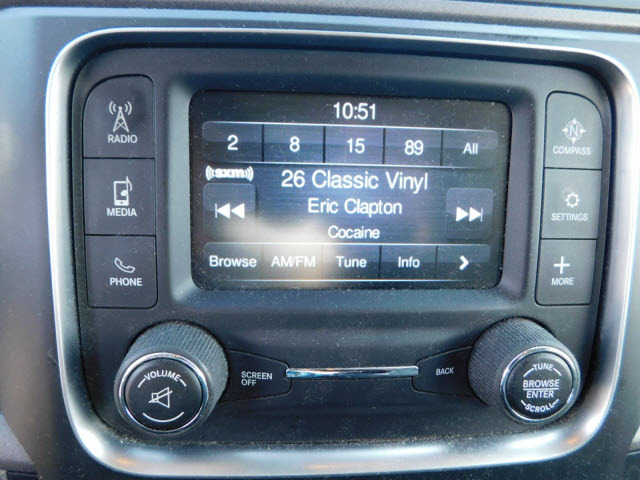 10:51
2 8 15 89 All
((sxm)) 26 Classic Vinyl
Eric Clapton
Cocaine
Browse AM/FM Tune Info
RADIO
MEDIA
PHONE
COMPASS
SETTINGS
MORE
VOLUME
SCREEN
OFF
BACK
TUNE
BROWSE
ENTER
SCROLL